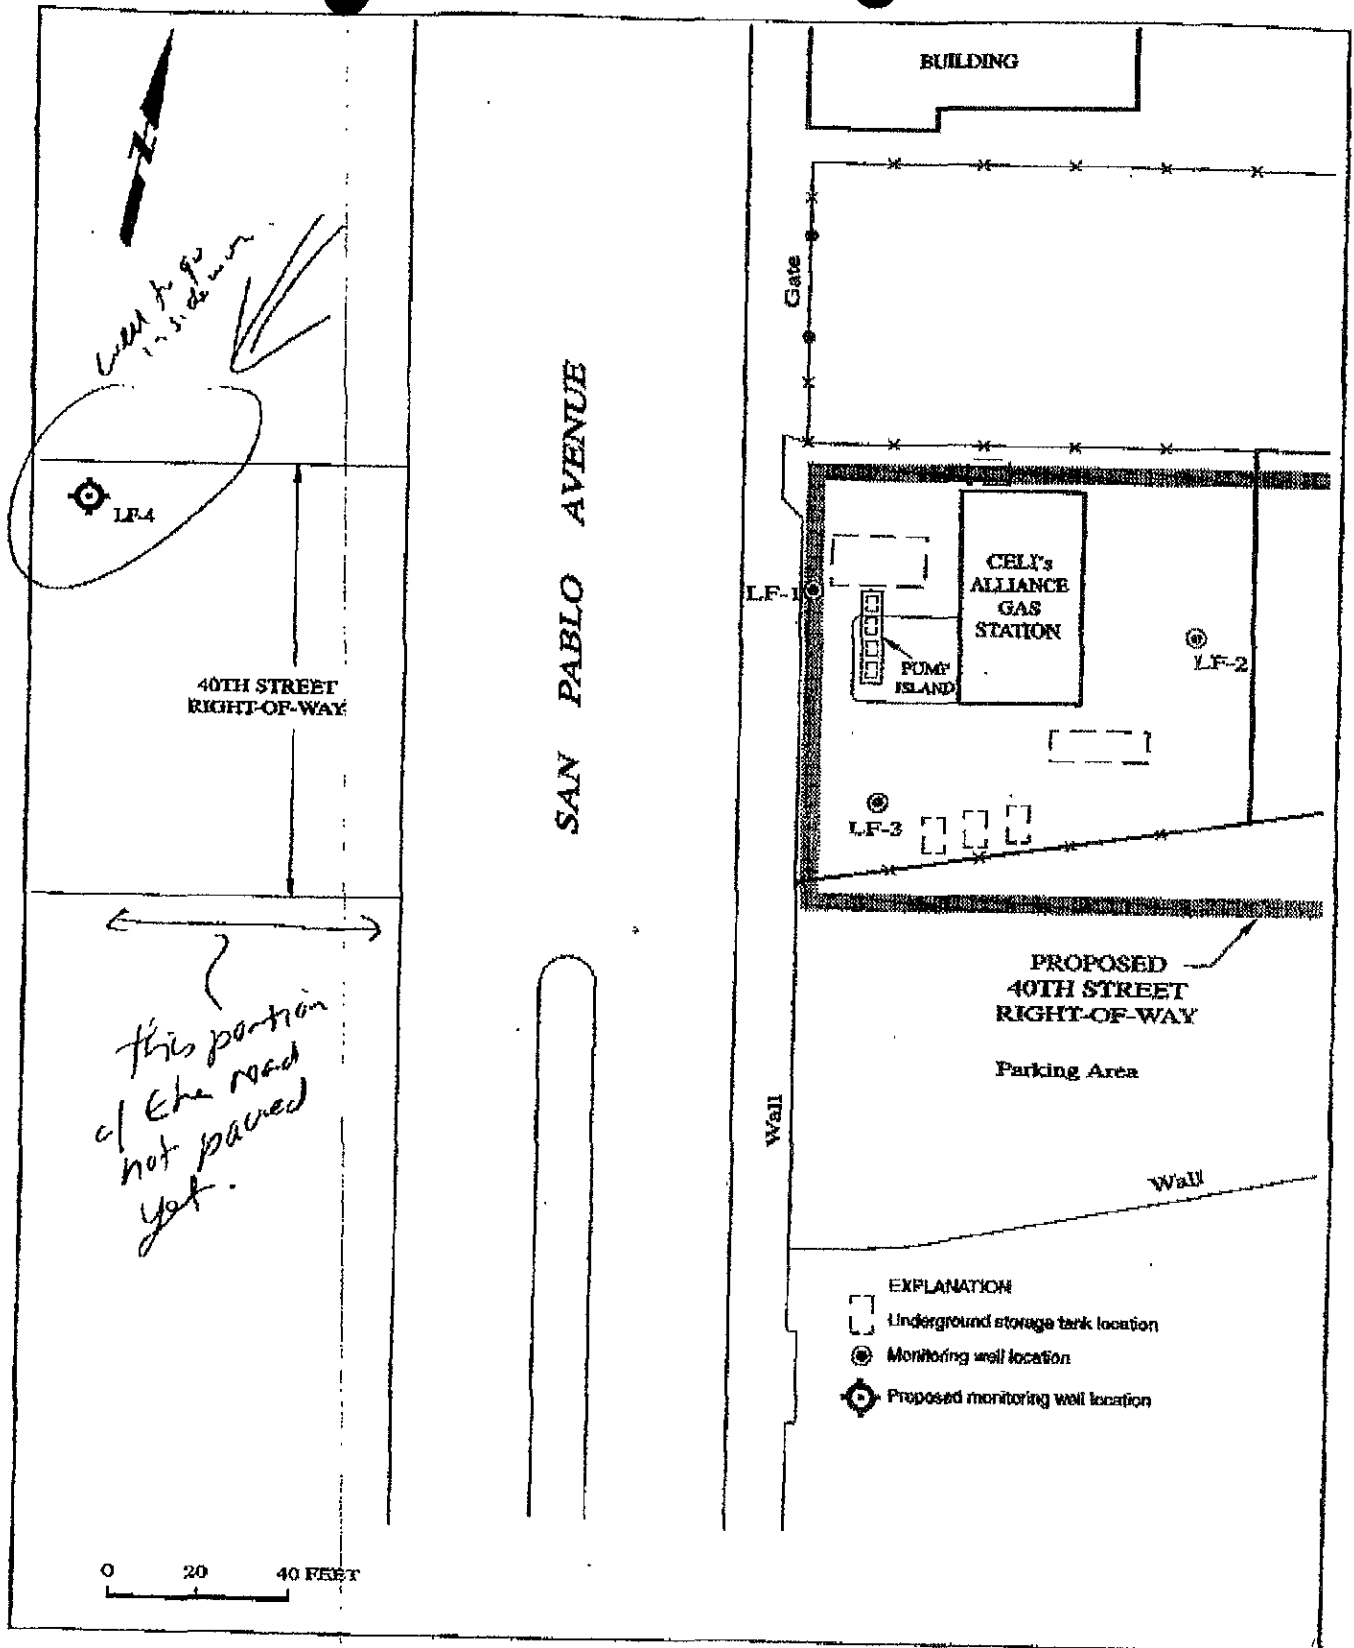 BUILDING
N
well to go
in sidewalk
Gate
SAN PABLO AVENUE
LF-4
40TH STREET
RIGHT-OF-WAY
LF-1
CELI's
ALLIANCE
GAS
STATION
PUMP
ISLAND
LF-2
LF-3
this portion
of the road
not paved
yet.
PROPOSED
40TH STREET
RIGHT-OF-WAY
Parking Area
Wall
Wall
EXPLANATION
Underground storage tank location
Monitoring well location
Proposed monitoring well location
0 20 40 FEET